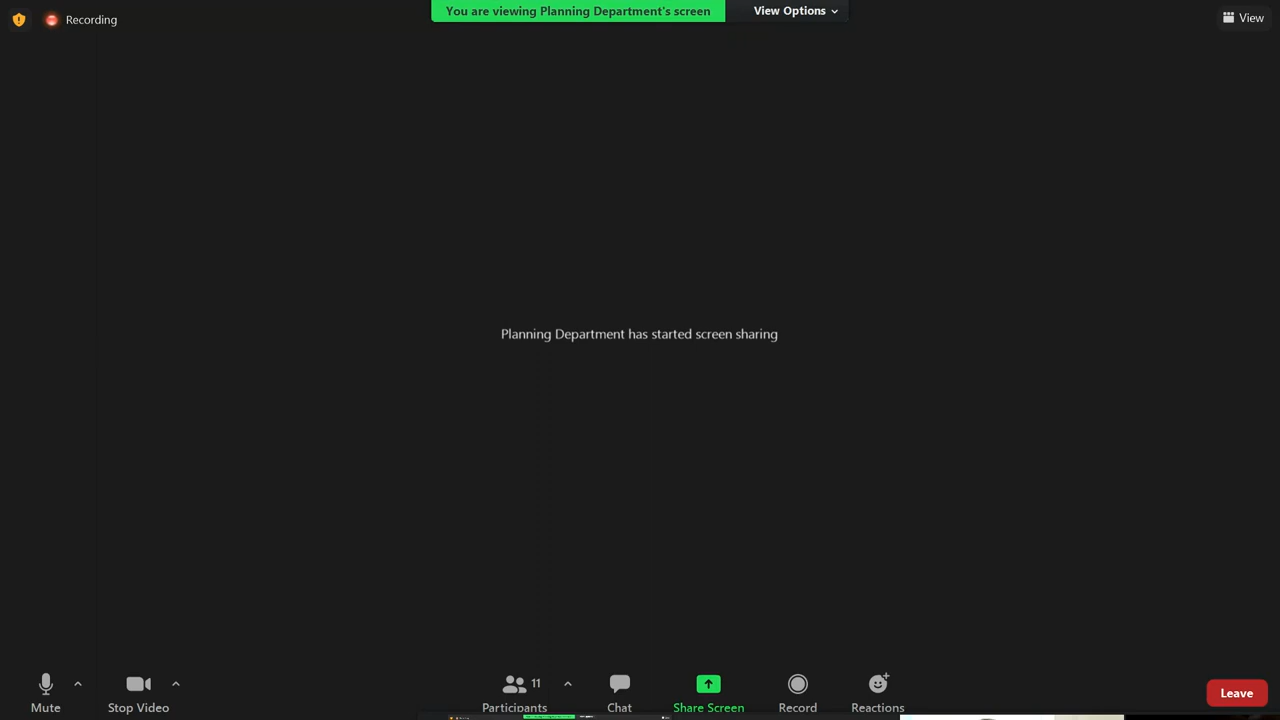 Recording
You are viewing Planning Department's screen
View Options
View
Planning Department has started screen sharing
Mute
Stop Video
11
Participants
Chat
Share Screen
Record
Reactions
Leave